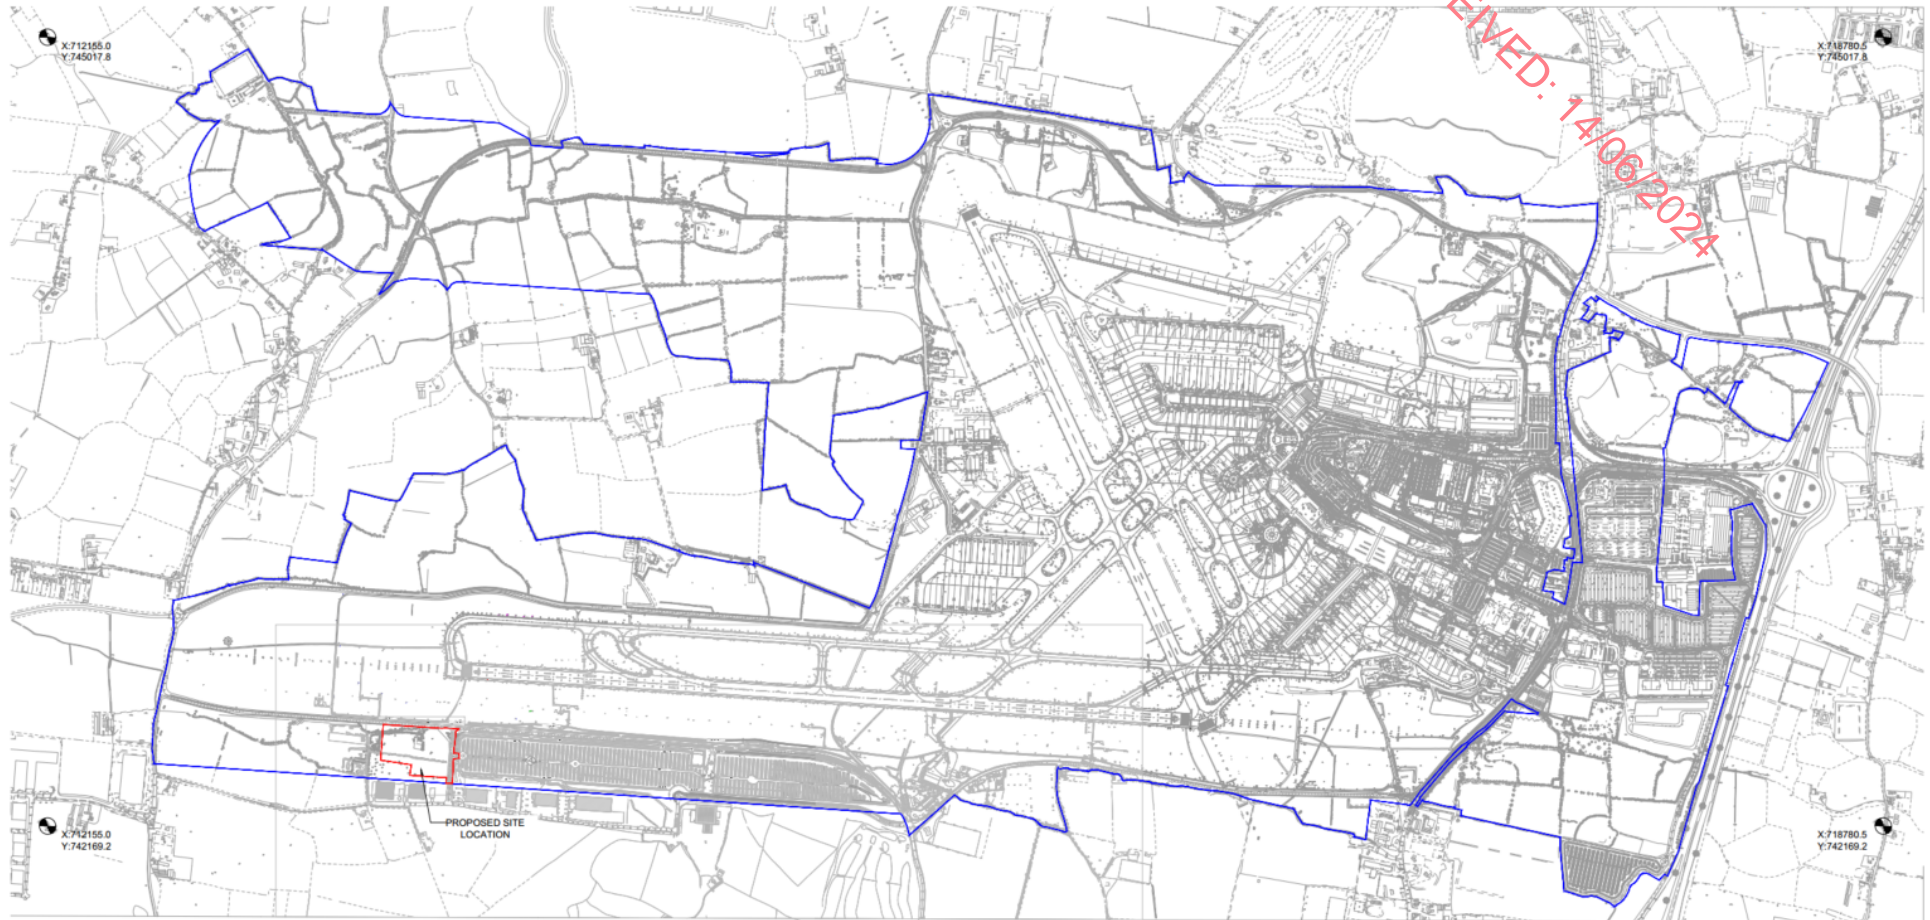 X:712155.0
Y:745017.8
EIVED: 14/06/2024
X:718780.5
Y:745017.8
PROPOSED SITE
LOCATION
X:712155.0
Y:742169.2
X:718780.5
Y:742169.2